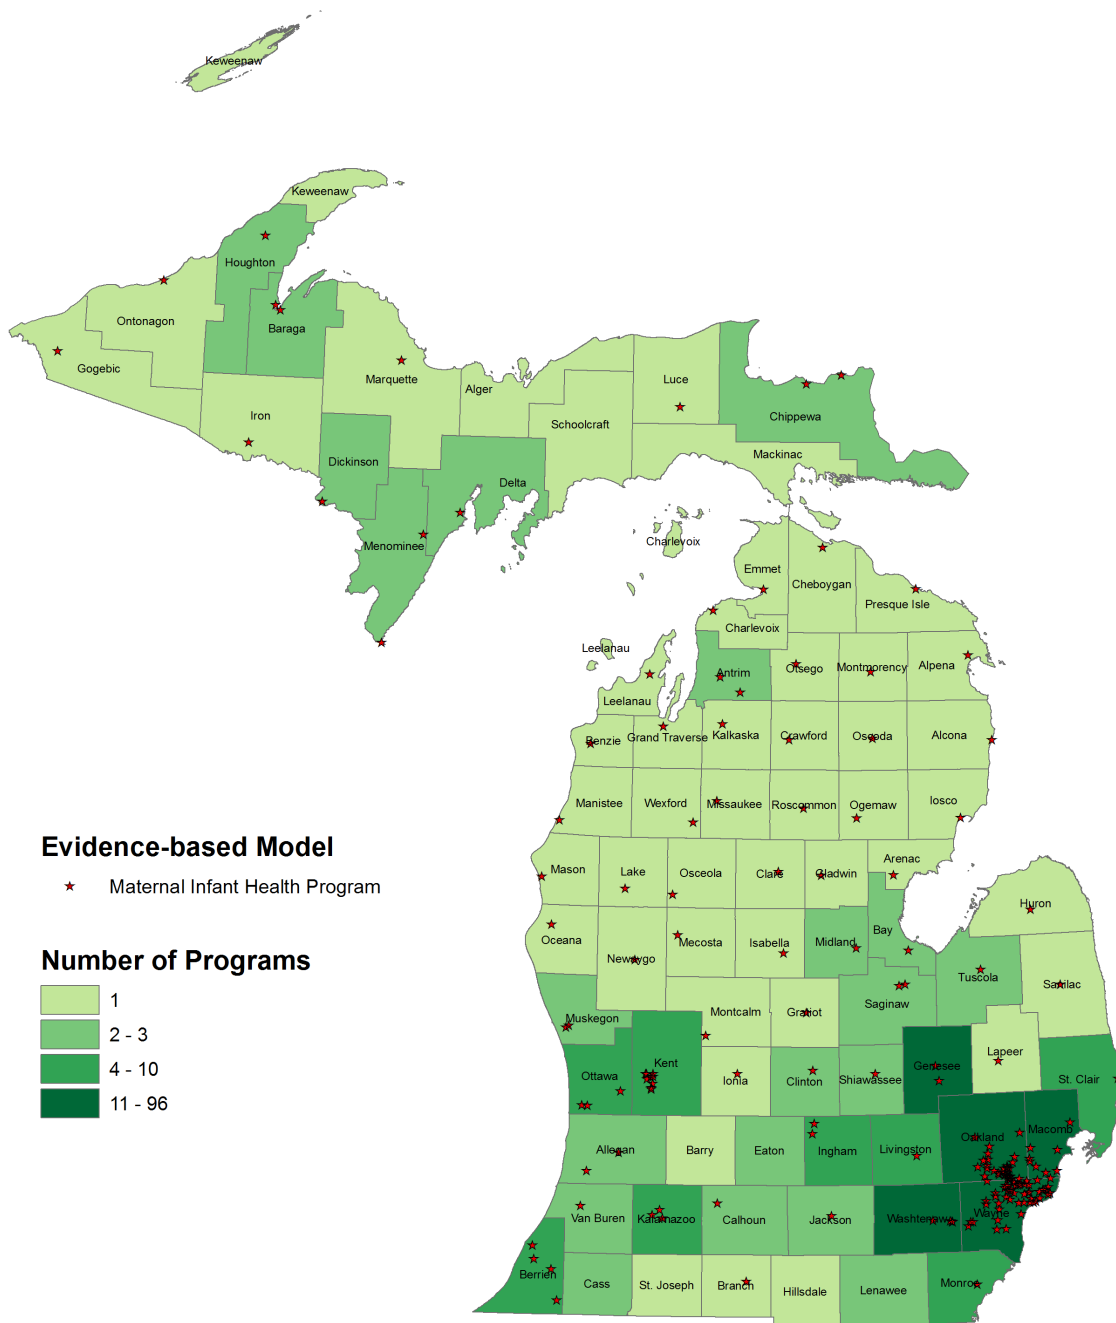 Keweenaw
Keweenaw
Houghton
Ontonagon
Baraga
Gogebic
Marquette
Alger
Luce
Iron
Schoolcraft
Chippewa
Mackinac
Dickinson
Delta
Menominee
Charlevoix
Emmet
Cheboygan
Presque Isle
Charlevoix
Leelanau
Antrim
Otsego
Montmorency
Alpena
Leelanau
Benzie
Grand Traverse
Kalkaska
Crawford
Oscoda
Alcona
Manistee
Wexford
Missaukee
Roscommon
Ogemaw
Iosco
Evidence-based Model
Maternal Infant Health Program
Mason
Lake
Osceola
Clare
Gladwin
Arenac
Huron
Oceana
Newaygo
Mecosta
Isabella
Midland
Bay
Number of Programs
1
2 - 3
4 - 10
11 - 96
Tuscola
Sanilac
Saginaw
Muskegon
Montcalm
Gratiot
Kent
Ottawa
Ionia
Clinton
Shiawassee
Genesee
Lapeer
St. Clair
Allegan
Barry
Eaton
Ingham
Livingston
Oakland
Macomb
Van Buren
Kalamazoo
Calhoun
Jackson
Washtenaw
Wayne
Berrien
Cass
St. Joseph
Branch
Hillsdale
Lenawee
Monroe